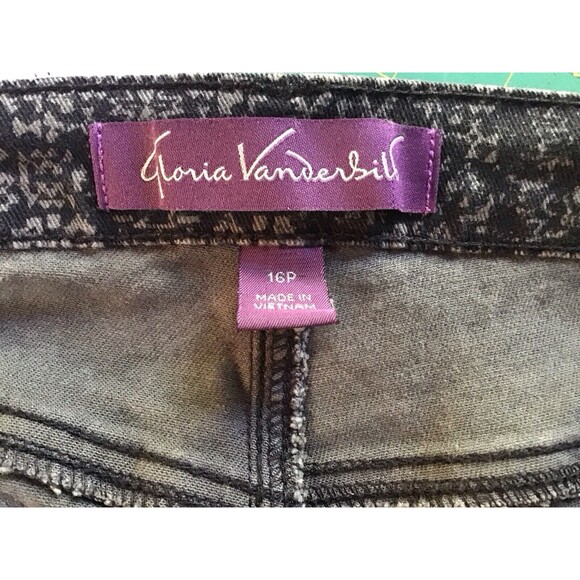 Gloria Vanderbilt
16P
MADE IN
VIETNAM